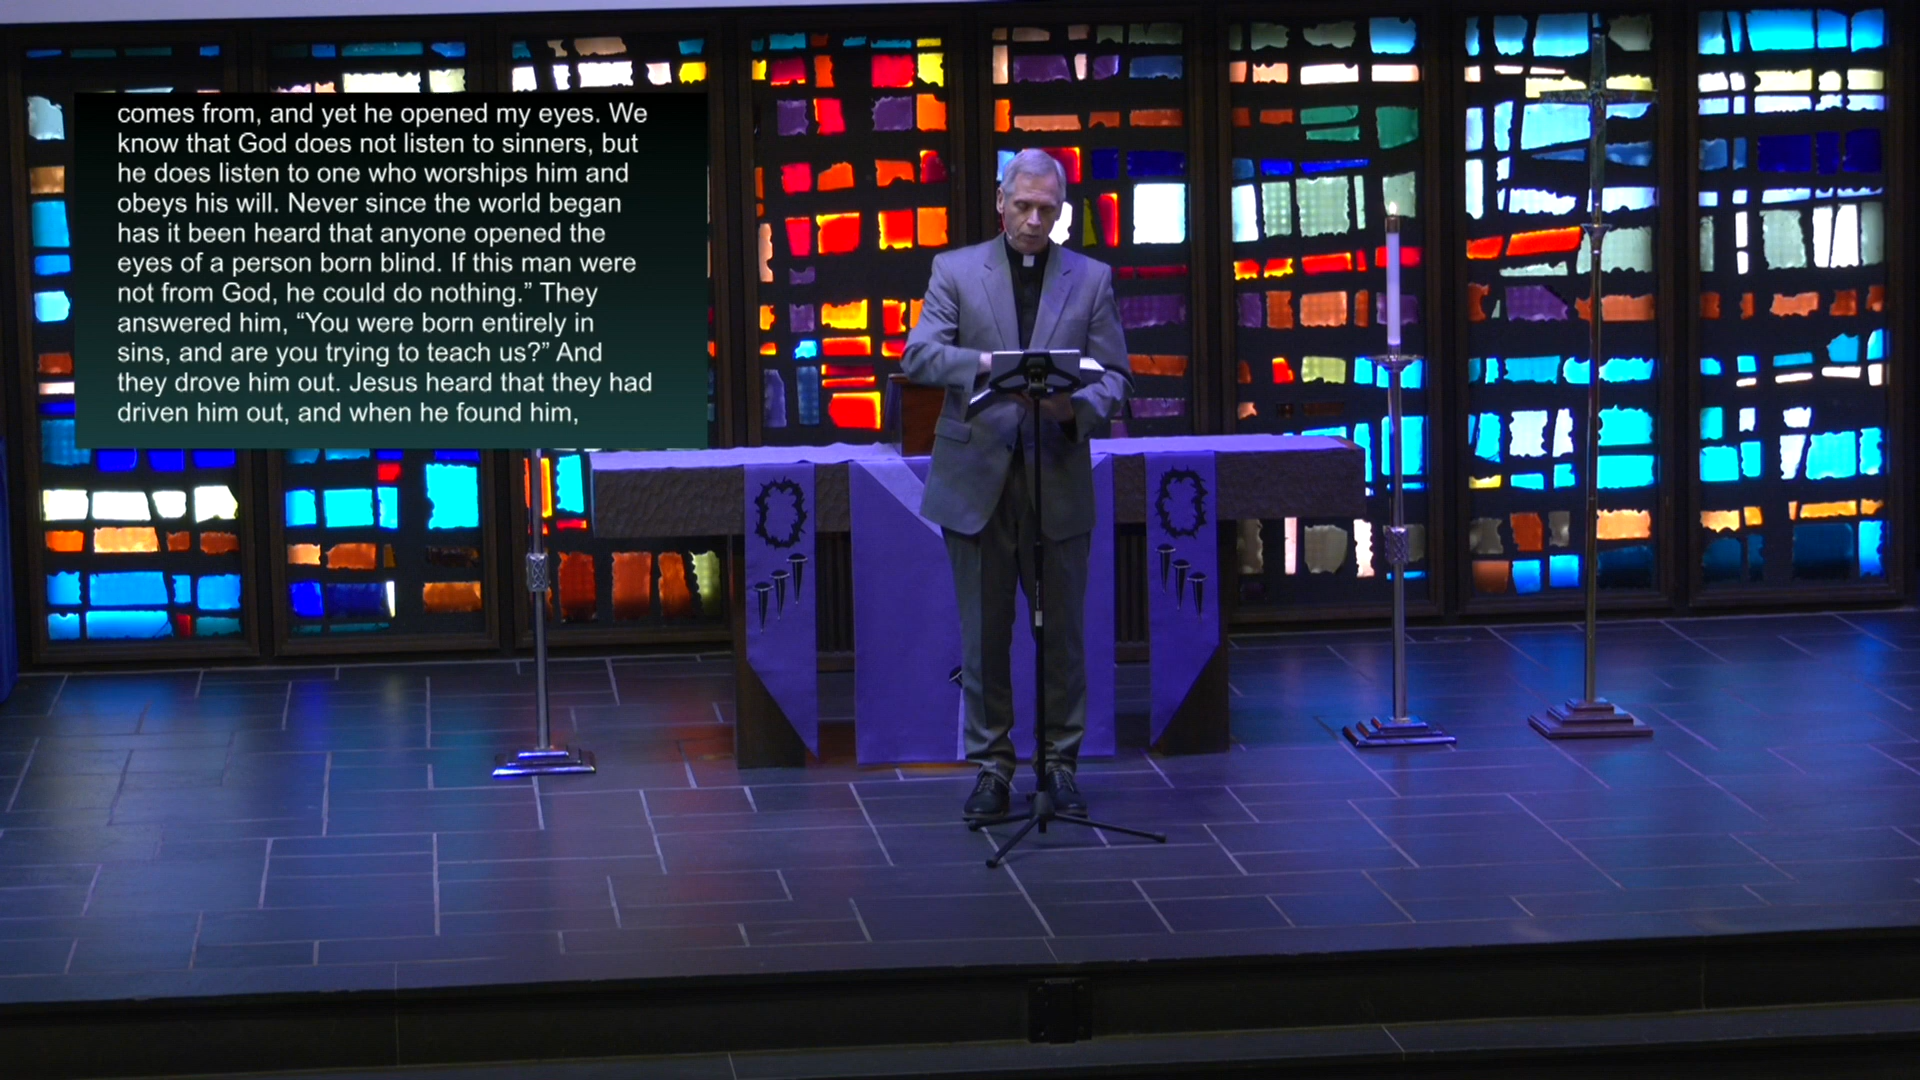 comes from, and yet he opened my eyes. We
know that God does not listen to sinners, but
he does listen to one who worships him and
obeys his will. Never since the world began
has it been heard that anyone opened the
eyes of a person born blind. If this man were
not from God, he could do nothing.” They
answered him, “You were born entirely in
sins, and are you trying to teach us?” And
they drove him out. Jesus heard that they had
driven him out, and when he found him,